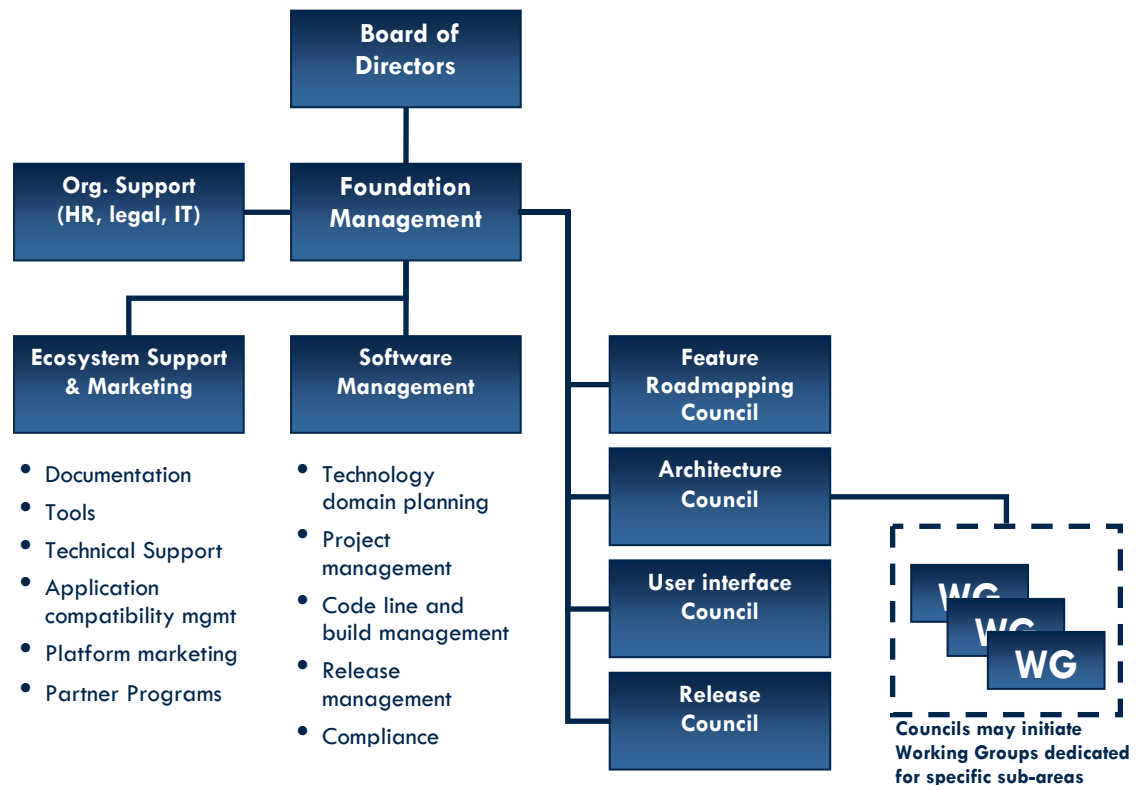 Board of
Directors
Org. Support
(HR, legal, IT)
Foundation
Management
Ecosystem Support
& Marketing
Software
Management
Feature
Roadmapping
Council
Architecture
Council
User interface
Council
Release
Council
• Documentation
• Tools
• Technical Support
• Application
compatibility mgmt
• Platform marketing
• Partner Programs
• Technology
domain planning
• Project
management
• Code line and
build management
• Release
management
• Compliance
WG
WG
WG
Councils may initiate
Working Groups dedicated
for specific sub-areas